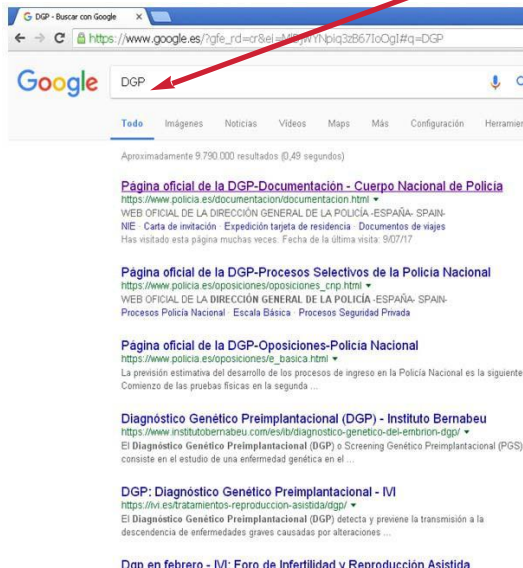 DGP - Buscar con Google
https://www.google.es/?gfe_rd=cr&ei=
#q=DGP
Google
DGP
Todo Imágenes Noticias Vídeos Maps Más Configuración
Aproximadamente 9.790.000 resultados (0,49 segundos)
Página oficial de la DGP-Documentación - Cuerpo Nacional de Policía
https://www.policia.es/documentacion/documentacion.html
WEB OFICIAL DE LA DIRECCIÓN GENERAL DE LA POLICÍA -ESPAÑA- SPAIN-
NIE · Carta de invitación · Expedición tarjeta de residencia · Documentos de viajes
Has visitado esta página muchas veces. Fecha de la última visita: 9/07/17
Página oficial de la DGP-Procesos Selectivos de la Policía Nacional
https://www.policia.es/oposiciones/oposiciones_cnp.html
WEB OFICIAL DE LA DIRECCIÓN GENERAL DE LA POLICÍA -ESPAÑA- SPAIN-
Procesos Policía Nacional · Escala Básica · Procesos Seguridad Privada
Página oficial de la DGP-Oposiciones-Policía Nacional
https://www.policia.es/oposiciones/e_basica.html
La previsión estimativa del desarrollo de los procesos de ingreso en la Policía Nacional es la siguiente
Comienzo de las pruebas físicas en la segunda ...
Diagnóstico Genético Preimplantacional (DGP) - Instituto Bernabeu
https://www.institutobernabeu.com/es/ib/diagnostico-genetico-del-embrion-dgp/
El Diagnóstico Genético Preimplantacional (DGP) o Screening Genético Preimplantacional (PGS)
consiste en el estudio de una enfermedad genética en el ...
DGP: Diagnóstico Genético Preimplantacional - IVI
https://ivi.es/tratamientos-reproduccion-asistida/dgp/
El Diagnóstico Genético Preimplantacional (DGP) detecta y previene la transmisión a la
descendencia de enfermedades graves causadas por alteraciones ...
Dgp en febrero - IVI: Foro de Infertilidad y Reproducción Asistida